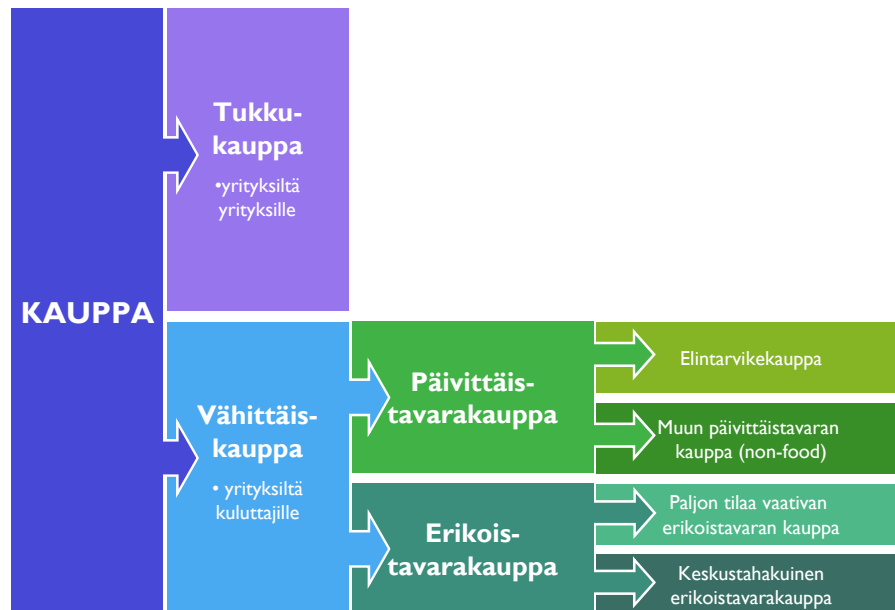 KAUPPA
Tukku-
kauppa
•yrityksiltä
yrityksille
Vähittäis-
kauppa
• yrityksiltä
kuluttajille
Päivittäis-
tavarakauppa
Erikois-
tavarakauppa
Elintarvikekauppa
Muun päivittäistavaran
kauppa (non-food)
Paljon tilaa vaativan
erikoistavaran kauppa
Keskustahakuinen
erikoistavarakauppa